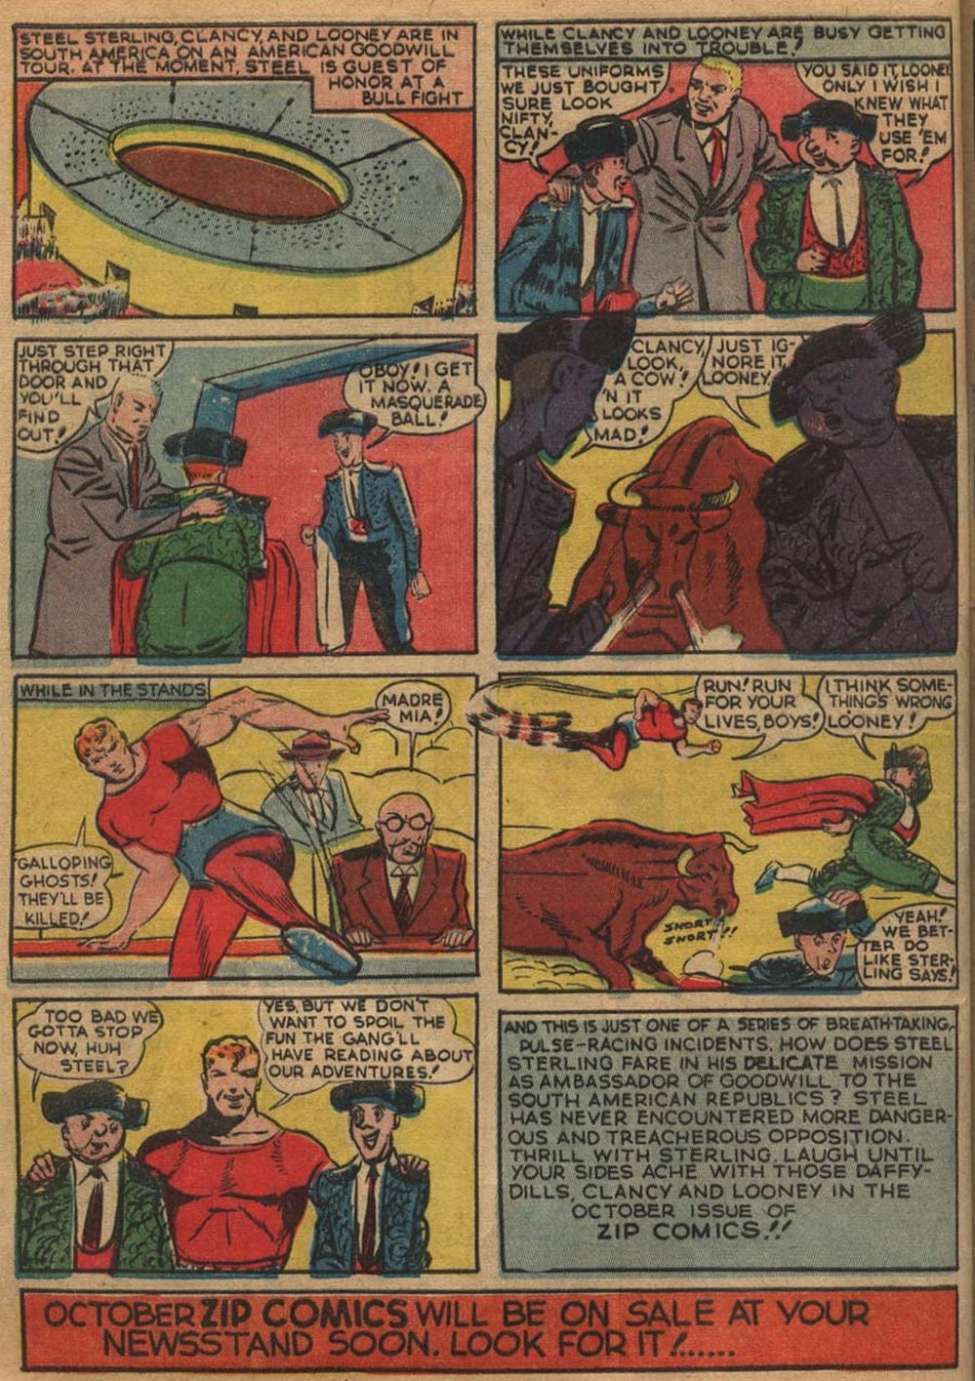 STEEL STERLING, CLANCY, AND LOONEY ARE IN
SOUTH AMERICA ON AN AMERICAN GOODWILL
TOUR. AT THE MOMENT, STEEL IS GUEST OF
HONOR AT A
BULL FIGHT
WHILE CLANCY AND LOONEY ARE BUSY GETTING
THEMSELVES INTO TROUBLE!
THESE UNIFORMS
WE JUST BOUGHT
SURE LOOK
NIFTY,
CLAN-
CY!
YOU SAID IT, LOONEY
ONLY I WISH I
KNEW WHAT
THEY
USE 'EM
FOR!
JUST STEP RIGHT
THROUGH THAT
DOOR AND
YOU'LL
FIND
OUT!
OBOY! I GET
IT NOW. A
MASQUERADE
BALL!
CLANCY,
LOOK,
A COW!
'N IT
LOOKS
MAD!
JUST IG-
NORE IT,
LOONEY.
WHILE IN THE STANDS
MADRE
MIA!
GALLOPING
GHOSTS!
THEY'LL BE
KILLED!
RUN! RUN
FOR YOUR
LIVES, BOYS!
I THINK SOME-
THING'S WRONG
LOONEY!
SNORT
SNORT!!
YEAH!
WE BET-
TER DO
LIKE STER-
LING SAYS!
TOO BAD WE
GOTTA STOP
NOW, HUH
STEEL?
YES, BUT WE DON'T
WANT TO SPOIL THE
FUN THE GANG'LL
HAVE READING ABOUT
OUR ADVENTURES!
AND THIS IS JUST ONE OF A SERIES OF BREATH-TAKING,
PULSE-RACING INCIDENTS. HOW DOES STEEL
STERLING FARE IN HIS DELICATE MISSION
AS AMBASSADOR OF GOODWILL TO THE
SOUTH AMERICAN REPUBLICS? STEEL
HAS NEVER ENCOUNTERED MORE DANGER-
OUS AND TREACHEROUS OPPOSITION.
THRILL WITH STERLING. LAUGH UNTIL
YOUR SIDES ACHE WITH THOSE DAFFY-
DILLS, CLANCY AND LOONEY IN THE
OCTOBER ISSUE OF
ZIP COMICS!!
OCTOBER ZIP COMICS WILL BE ON SALE AT YOUR
NEWSSTAND SOON. LOOK FOR IT!......